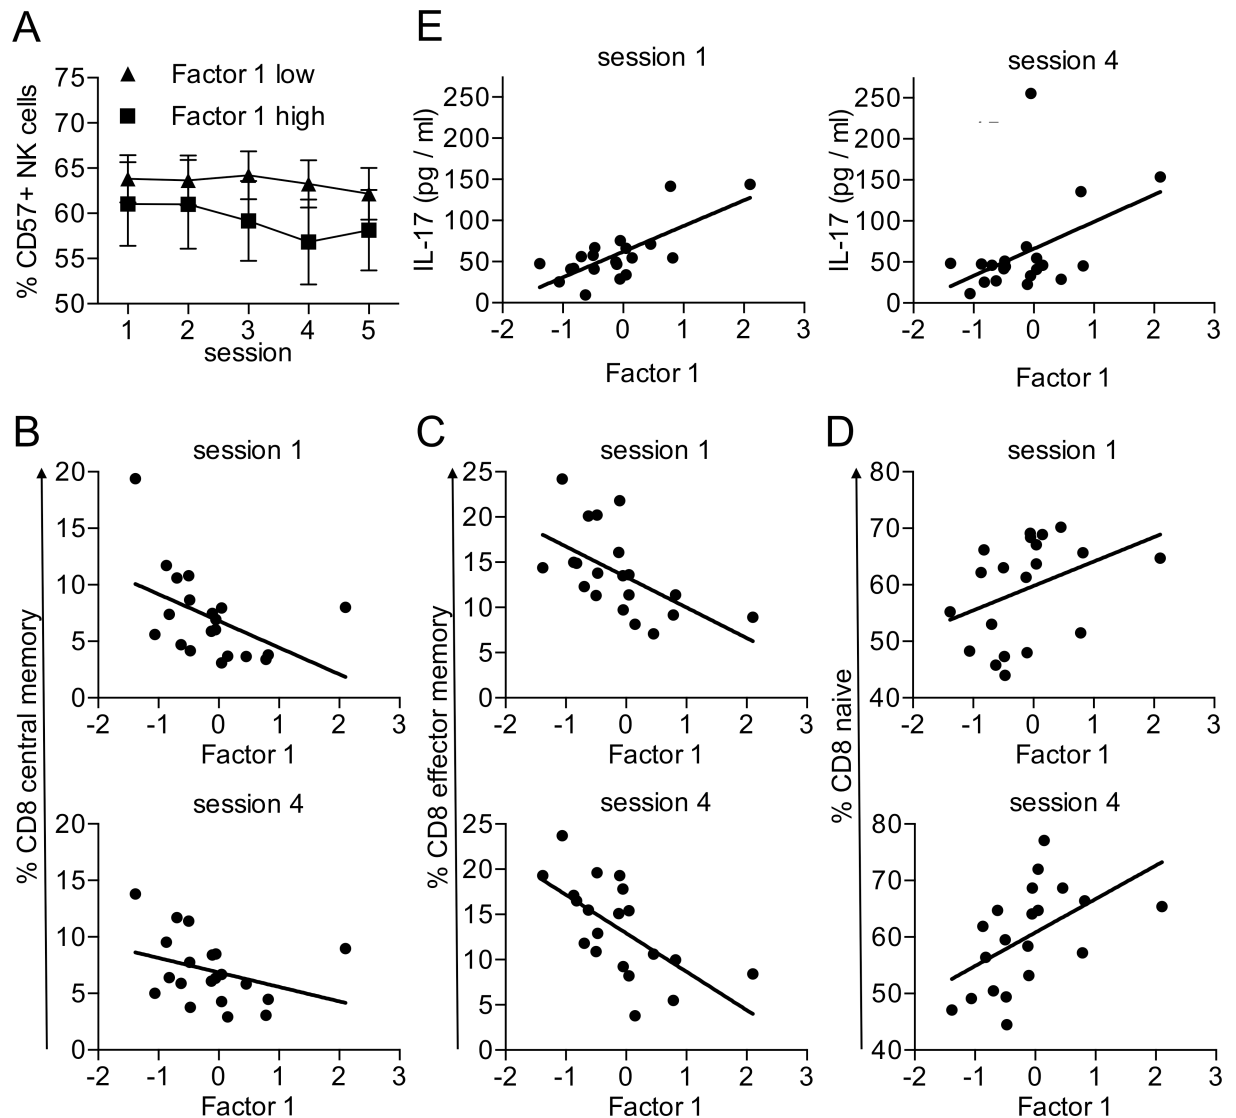 A
Factor 1 low
Factor 1 high
% CD57+ NK cells
75
70
65
60
55
50
1 2 3 4 5
session
E
session 1
IL-17 (pg / ml)
250
200
150
100
50
0
-2 -1 0 1 2 3
Factor 1
session 4
IL-17 (pg / ml)
250
200
150
100
50
0
-2 -1 0 1 2 3
Factor 1
B
% CD8 central memory
session 1
20
15
10
5
0
-2 -1 0 1 2 3
Factor 1
session 4
20
15
10
5
0
-2 -1 0 1 2 3
Factor 1
C
% CD8 effector memory
session 1
25
20
15
10
5
0
-2 -1 0 1 2 3
Factor 1
session 4
25
20
15
10
5
0
-2 -1 0 1 2 3
Factor 1
D
% CD8 naive
session 1
80
70
60
50
40
-2 -1 0 1 2 3
Factor 1
session 4
80
70
60
50
40
-2 -1 0 1 2 3
Factor 1